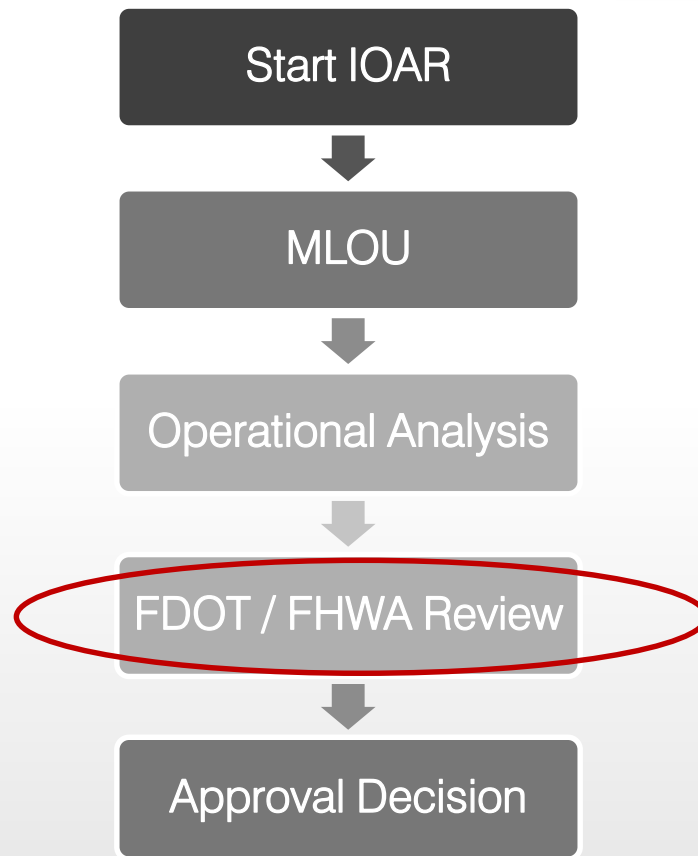 Start IOAR
MLOU
Operational Analysis
FDOT / FHWA Review
Approval Decision